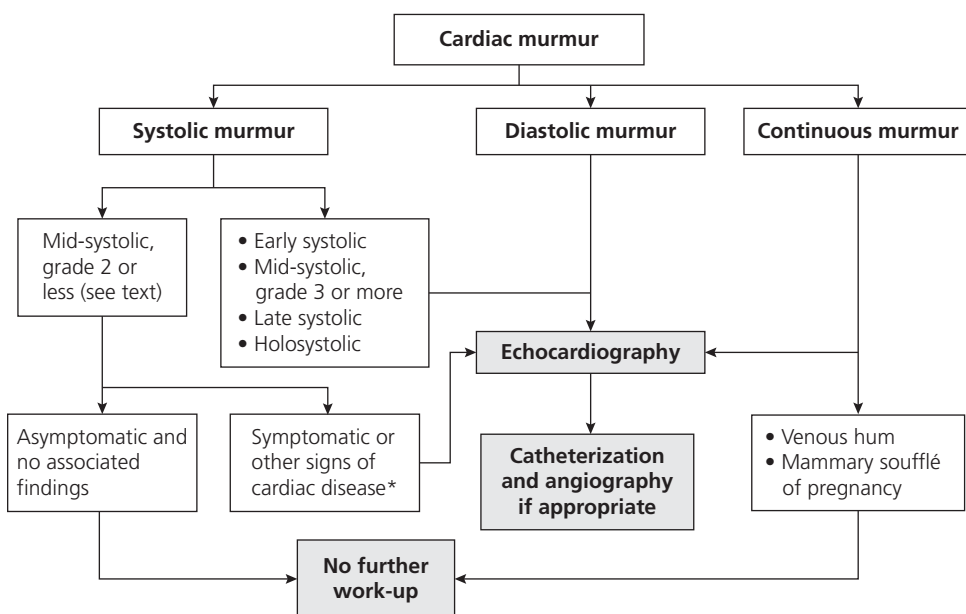 Cardiac murmur
Systolic murmur
Diastolic murmur
Continuous murmur
Mid-systolic,
grade 2 or
less (see text)
• Early systolic
• Mid-systolic,
grade 3 or more
• Late systolic
• Holosystolic
Echocardiography
Asymptomatic and
no associated
findings
Symptomatic or
other signs of
cardiac disease*
Catheterization
and angiography
if appropriate
• Venous hum
• Mammary soufflé
of pregnancy
No further
work-up